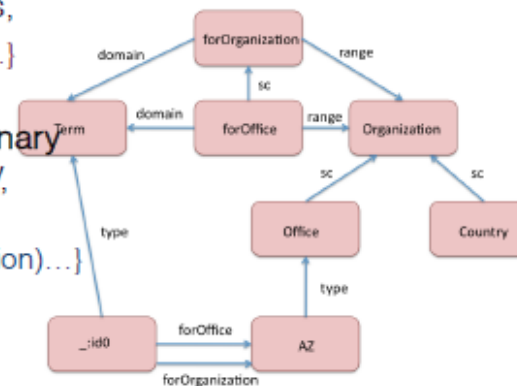 s,
forOrganization
domain
range
.}
sc
domain
range
Term
forOffice
Organization
nary
y,
sc
sc
Office
Country
type
on)...}
type
forOffice
_:id0
AZ
forOrganization